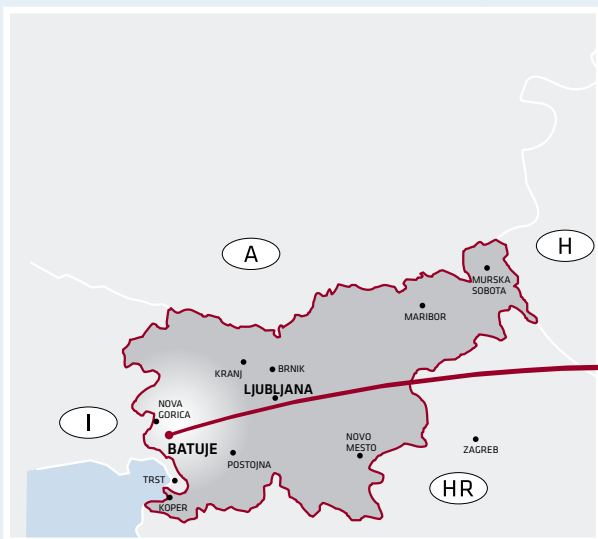 A
H
MURSKA
SOBOTA
MARIBOR
KRANJ
BRNIK
LJUBLJANA
NOVA
GORICA
I
BATUJE
NOVO
MESTO
ZAGREB
POSTOJNA
TRST
HR
KOPER